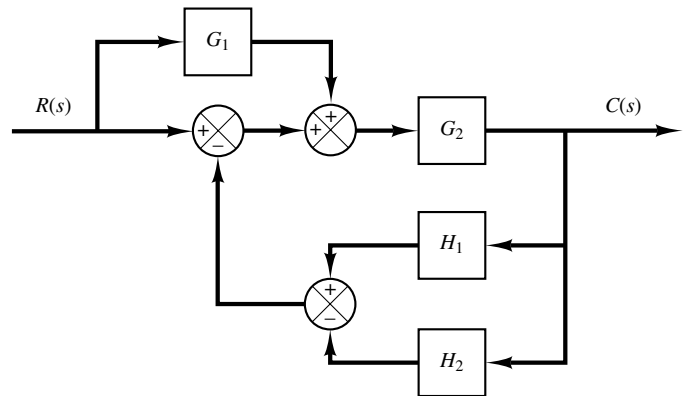 G₁
R(s)
C(s)
+
+
+
−
+
G₂
H₁
+
−
H₂